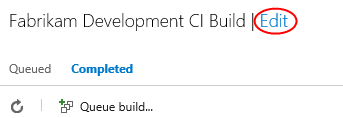 Fabrikam Development CI Build | Edit
Queued Completed
Queue build...